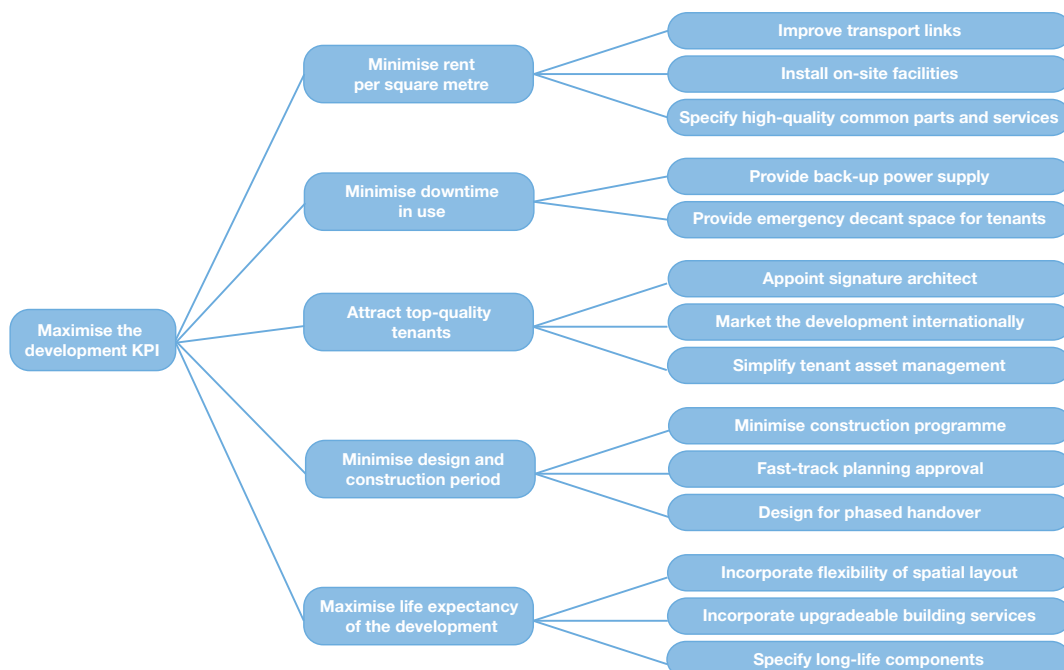 Maximise the
development KPI
Minimise rent
per square metre
Improve transport links
Install on-site facilities
Specify high-quality common parts and services
Minimise downtime
in use
Provide back-up power supply
Provide emergency decant space for tenants
Attract top-quality
tenants
Appoint signature architect
Market the development internationally
Simplify tenant asset management
Minimise design and
construction period
Minimise construction programme
Fast-track planning approval
Design for phased handover
Maximise life expectancy
of the development
Incorporate flexibility of spatial layout
Incorporate upgradeable building services
Specify long-life components